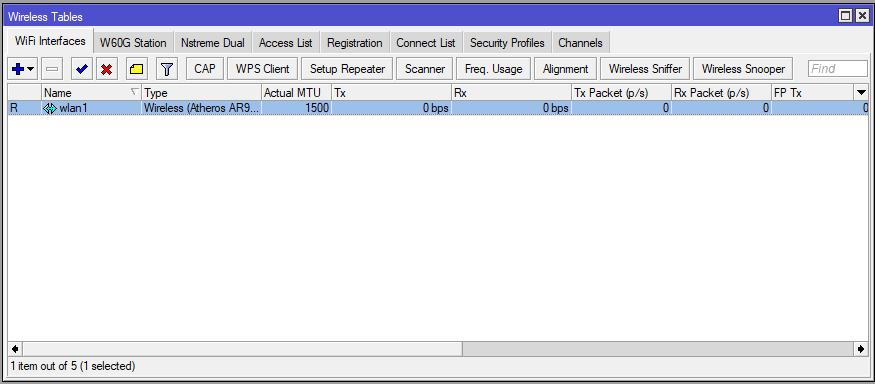 Wireless Tables
WiFi Interfaces W60G Station Nstreme Dual Access List Registration Connect List Security Profiles Channels
CAP WPS Client Setup Repeater Scanner Freq. Usage Alignment Wireless Sniffer Wireless Snooper Find
Name Type Actual MTU Tx Rx Tx Packet (p/s) Rx Packet (p/s) FP Tx
R wlan1 Wireless (Atheros AR9... 1500 0 bps 0 bps 0 0 0
1 item out of 5 (1 selected)